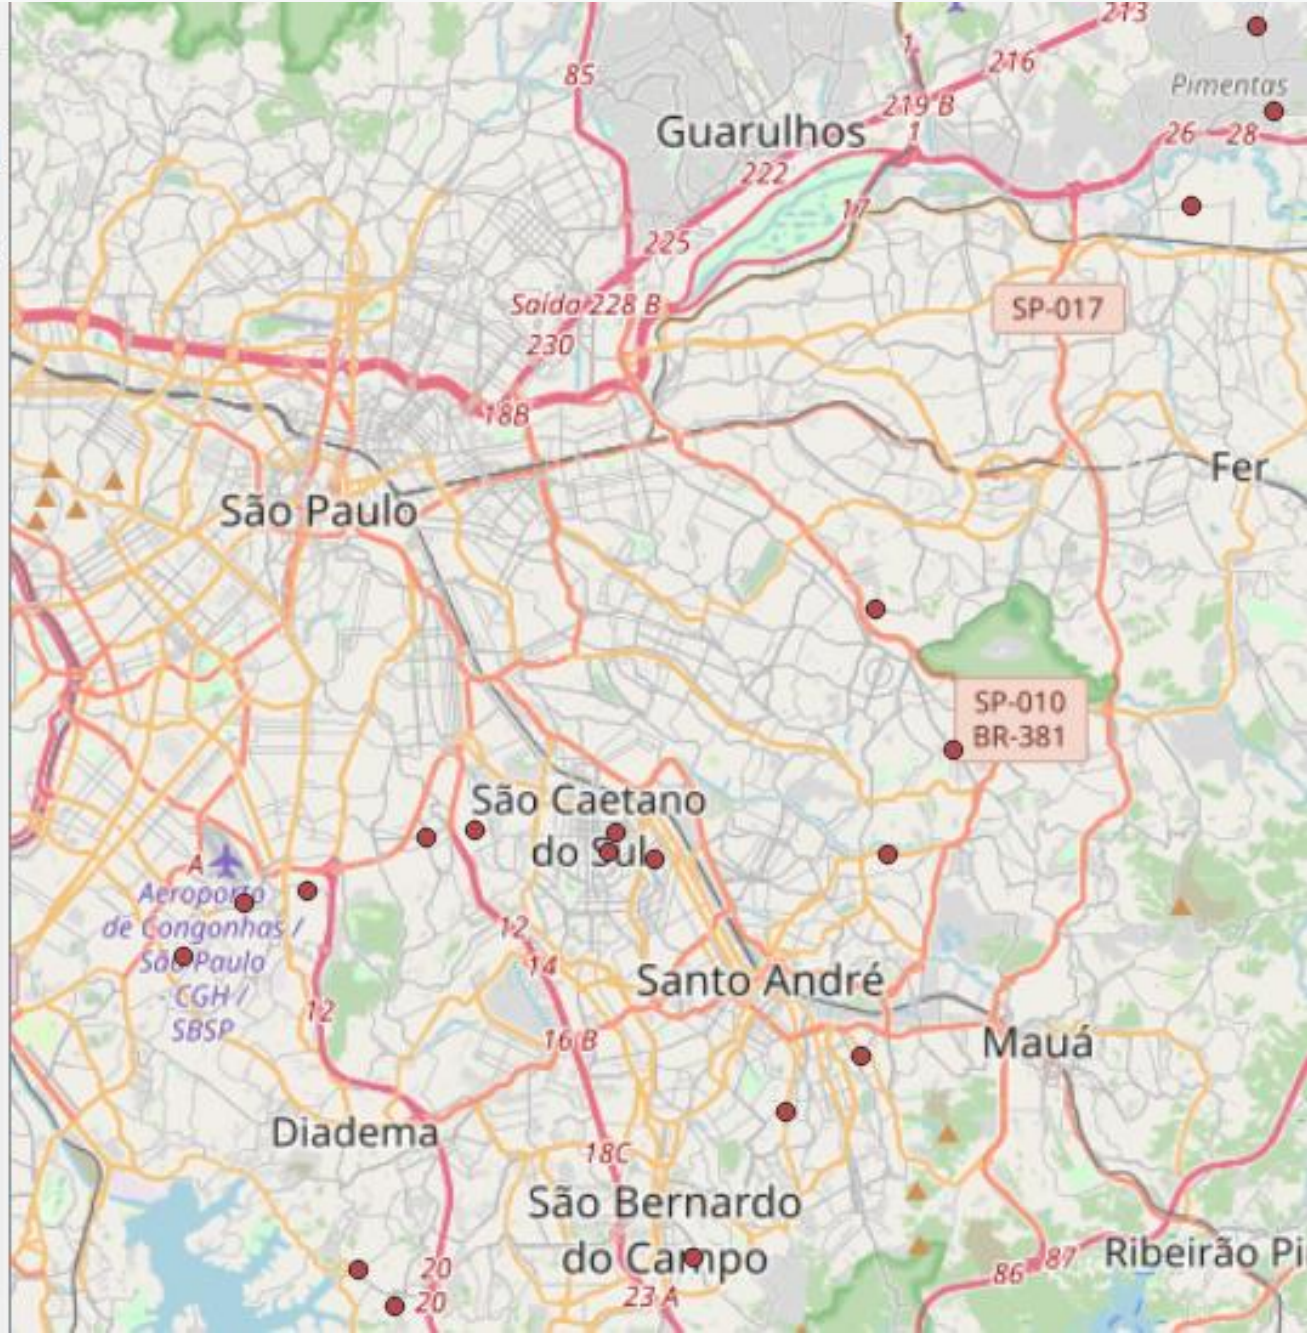 213
1
85
216
Pimentas
219 B
Guarulhos
1
26
28
222
17
225
Saída 228 B
SP-017
230
18B
Fer
São Paulo
SP-010
BR-381
São Caetano
do Sul
A
Aeroporto
de Congonhas /
São Paulo
CGH /
SBSP
12
14
Santo André
12
16 B
Mauá
Diadema
18C
São Bernardo
do Campo
Ribeirão Pi
20
87
86
20
23 A